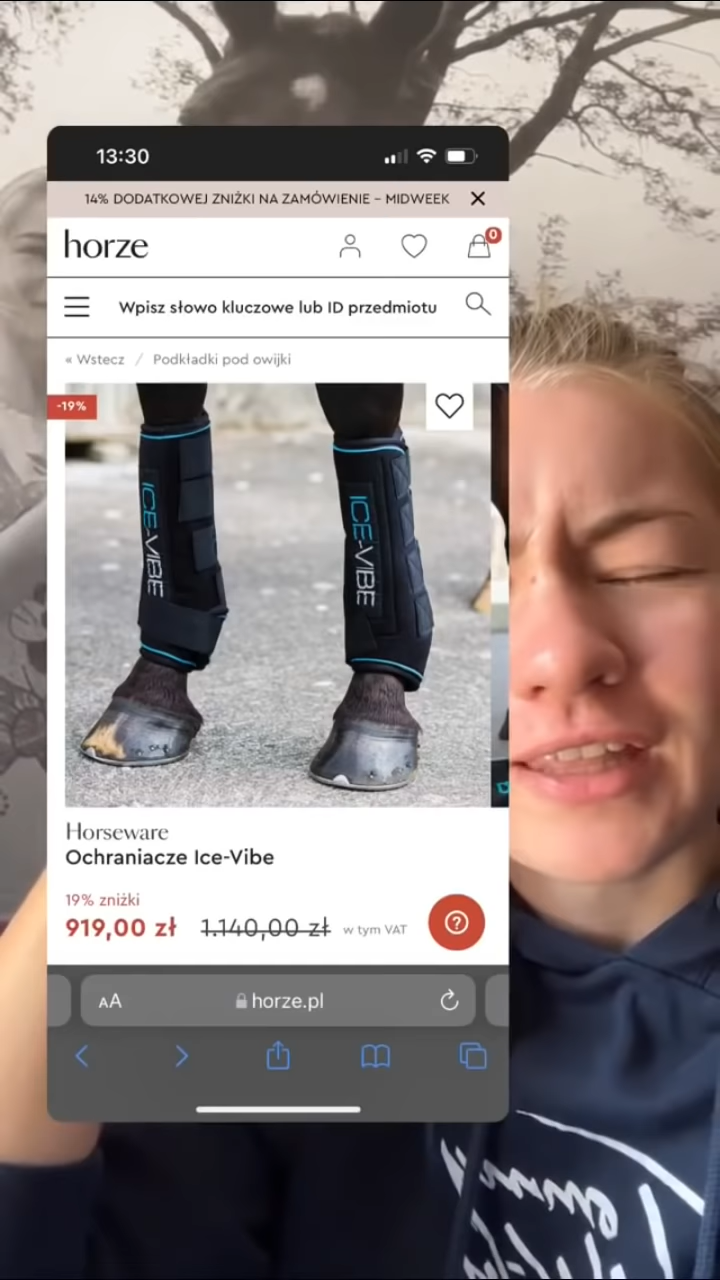 13:30
14% DODATKOWEJ ZNIŻKI NA ZAMÓWIENIE – MIDWEEK
horze
0
Wpisz słowo kluczowe lub ID przedmiotu
« Wstecz / Podkładki pod owijki
-19%
ICE-VIBE
ICE-VIBE
Horseware
Ochraniacze Ice-Vibe
19% zniżki
919,00 zł 1.140,00 zł w tym VAT
AA horze.pl